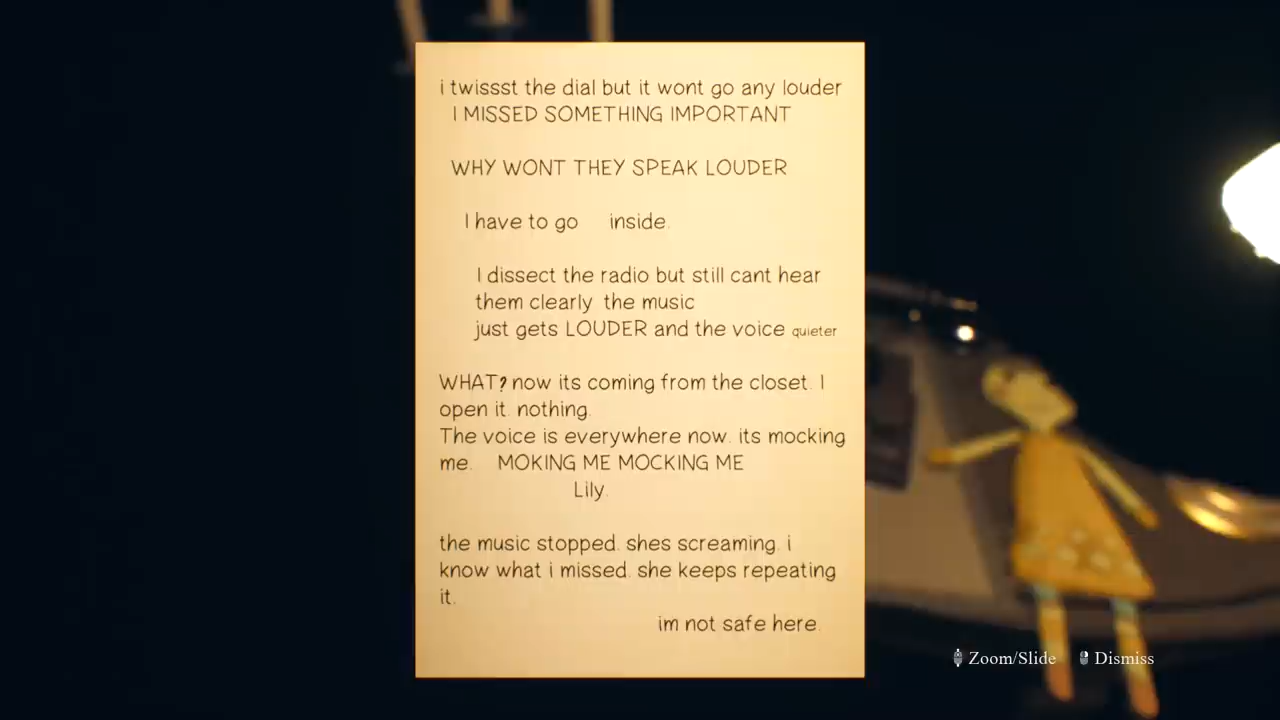 i twissst the dial but it wont go any louder
I MISSED SOMETHING IMPORTANT
WHY WONT THEY SPEAK LOUDER
I have to go inside.
I dissect the radio but still cant hear
them clearly the music
just gets LOUDER and the voice quieter
WHAT? now its coming from the closet. I
open it. nothing.
The voice is everywhere now. its mocking
me. MOKING ME MOCKING ME
Lily.
the music stopped. shes screaming. i
know what i missed. she keeps repeating
it.
im not safe here.
Zoom/Slide Dismiss